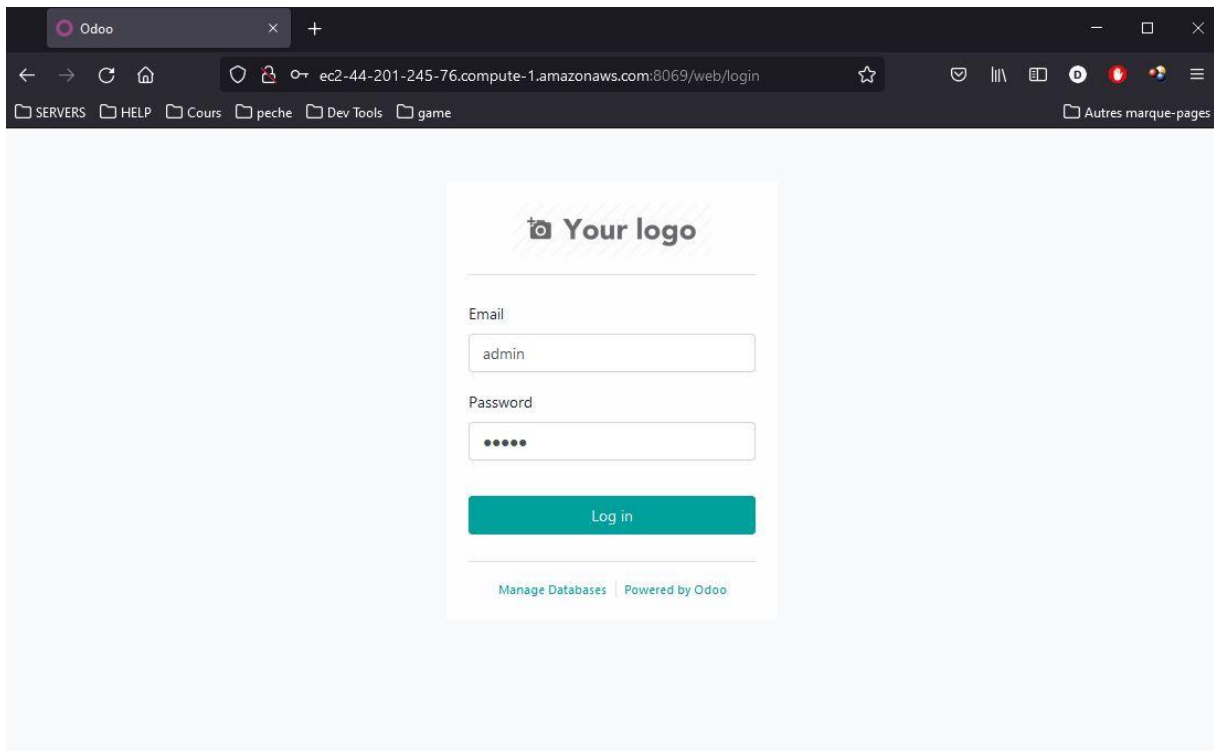 Odoo
ec2-44-201-245-76.compute-1.amazonaws.com:8069/web/login
SERVERS HELP Cours peche Dev Tools game Autres marque-pages
Your logo
Email
admin
Password
•••••
Log in
Manage Databases Powered by Odoo